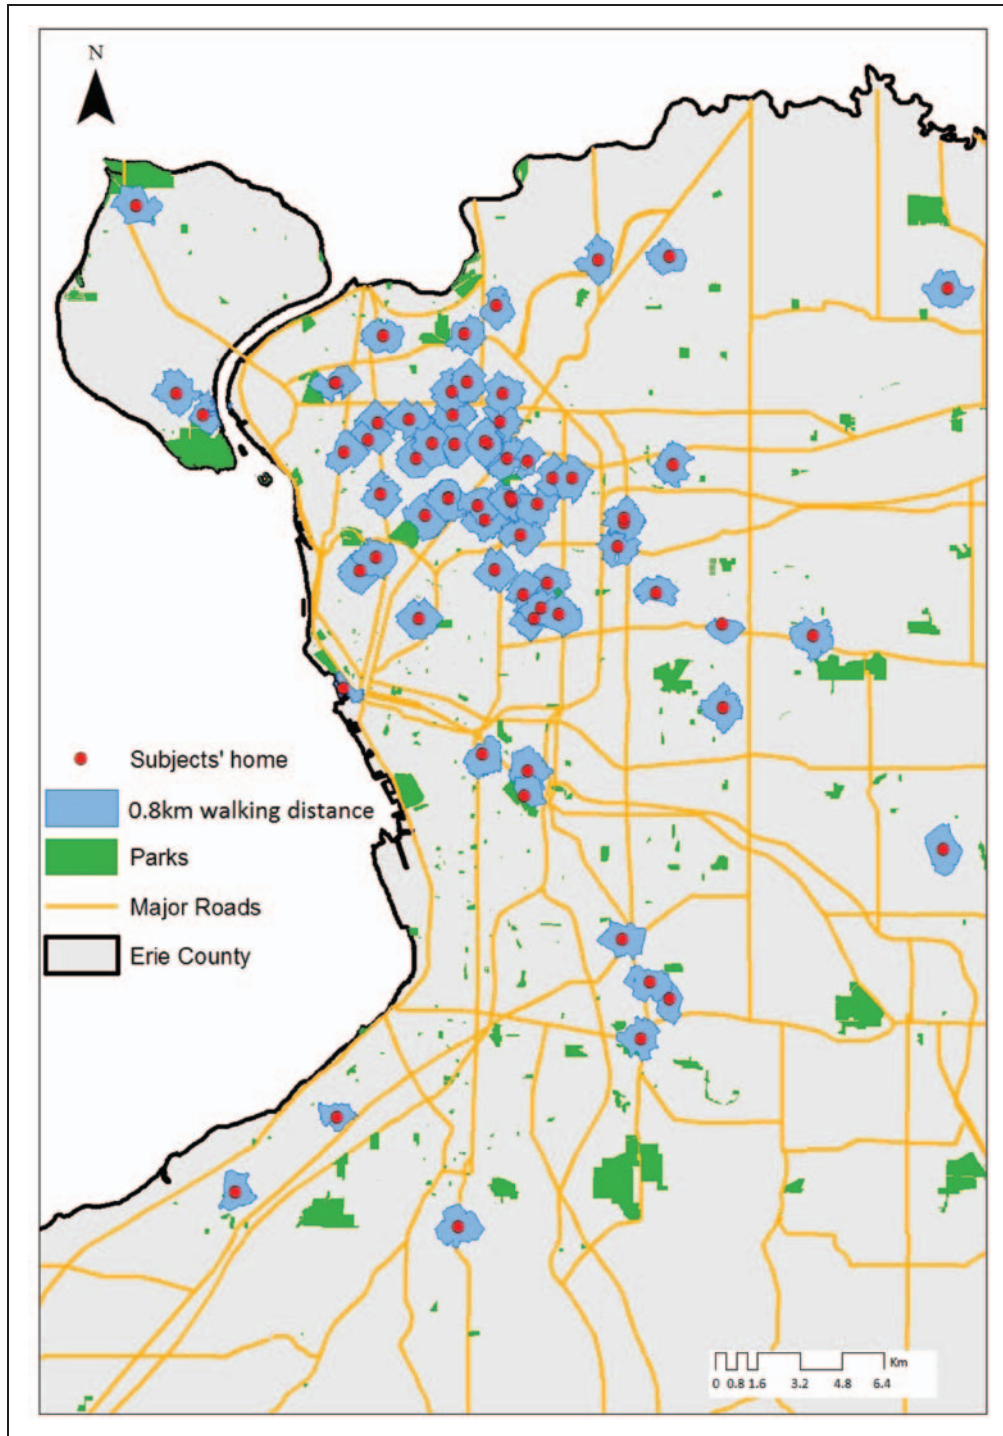 N
Subjects' home
0.8km walking distance
Parks
Major Roads
Erie County
Km
0 0.8 1.6 3.2 4.8 6.4